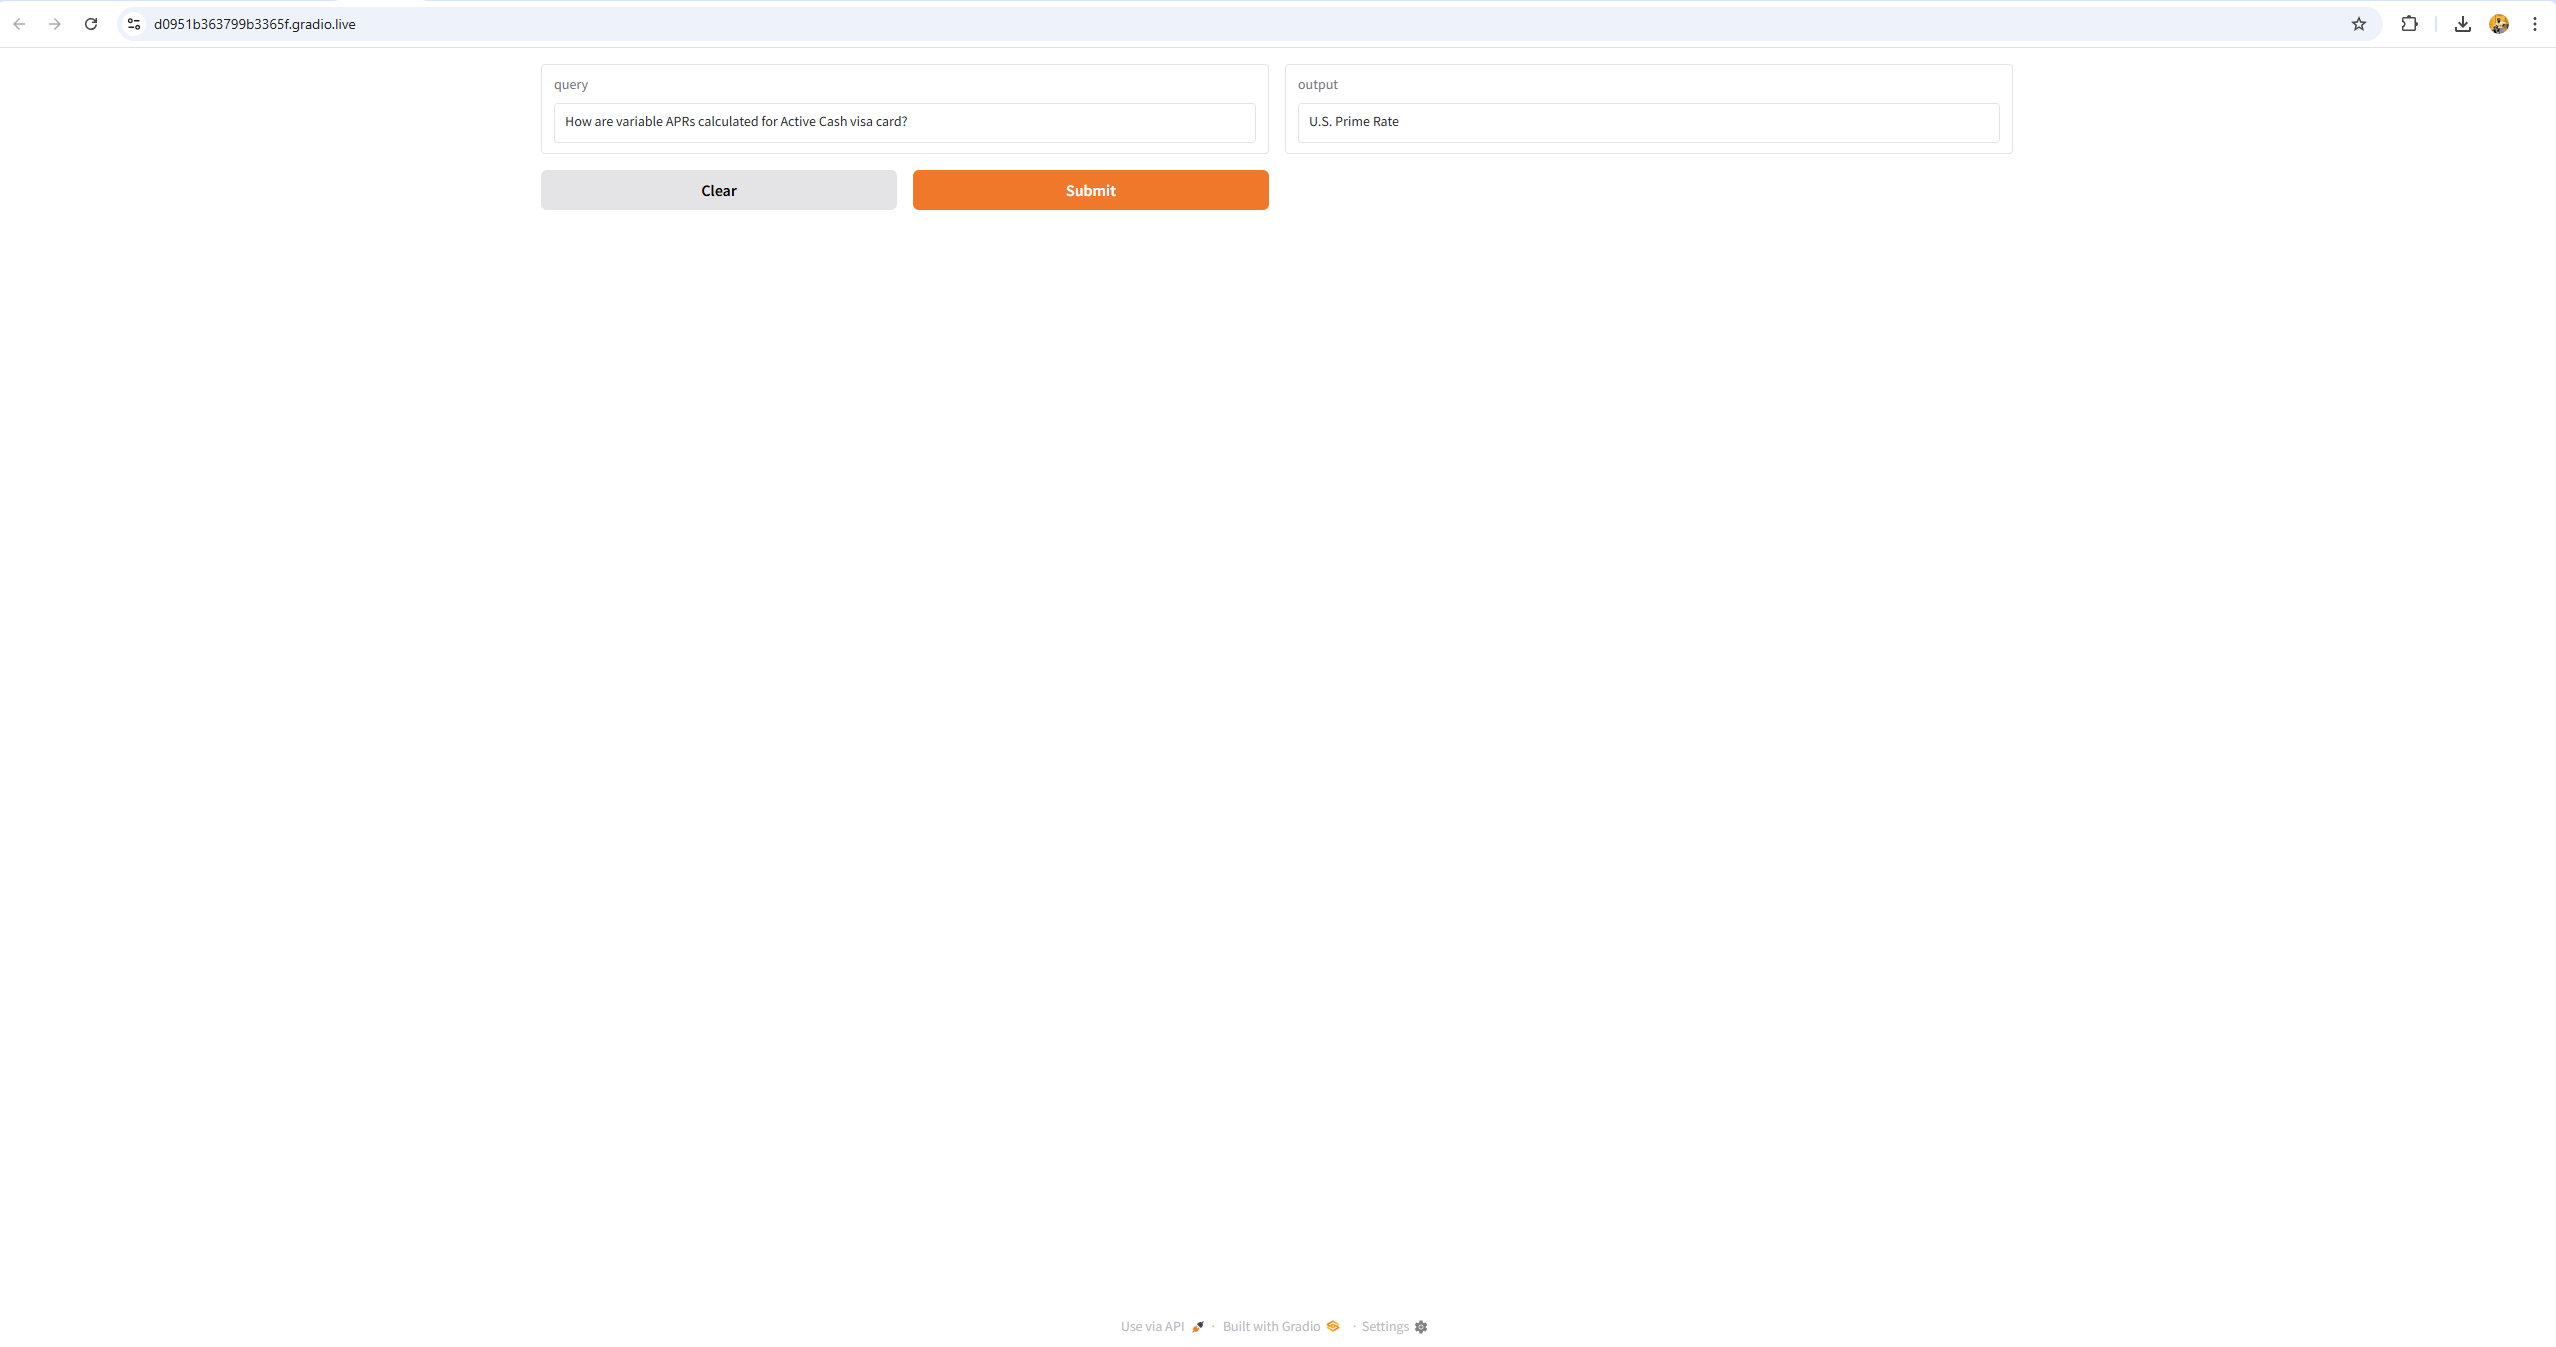 d0951b363799b3365f.gradio.live
query
How are variable APRs calculated for Active Cash visa card?
output
U.S. Prime Rate
Clear
Submit
Use via API · Built with Gradio · Settings